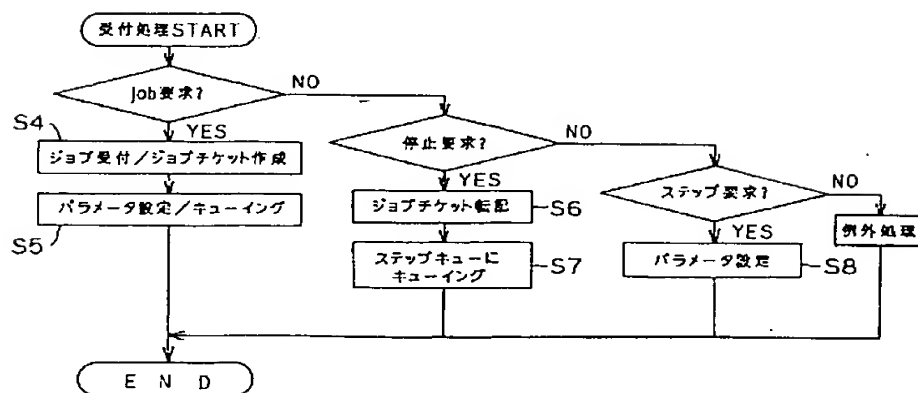 受付処理START
Job要求?
NO
S4
YES
ジョブ受付/ジョブチケット作成
パラメータ設定/キューイング
S5
停止要求?
NO
YES
ジョブチケット転記
S6
ステップキューに
キューイング
S7
ステップ要求?
NO
YES
パラメータ設定
S8
例外処理
E N D